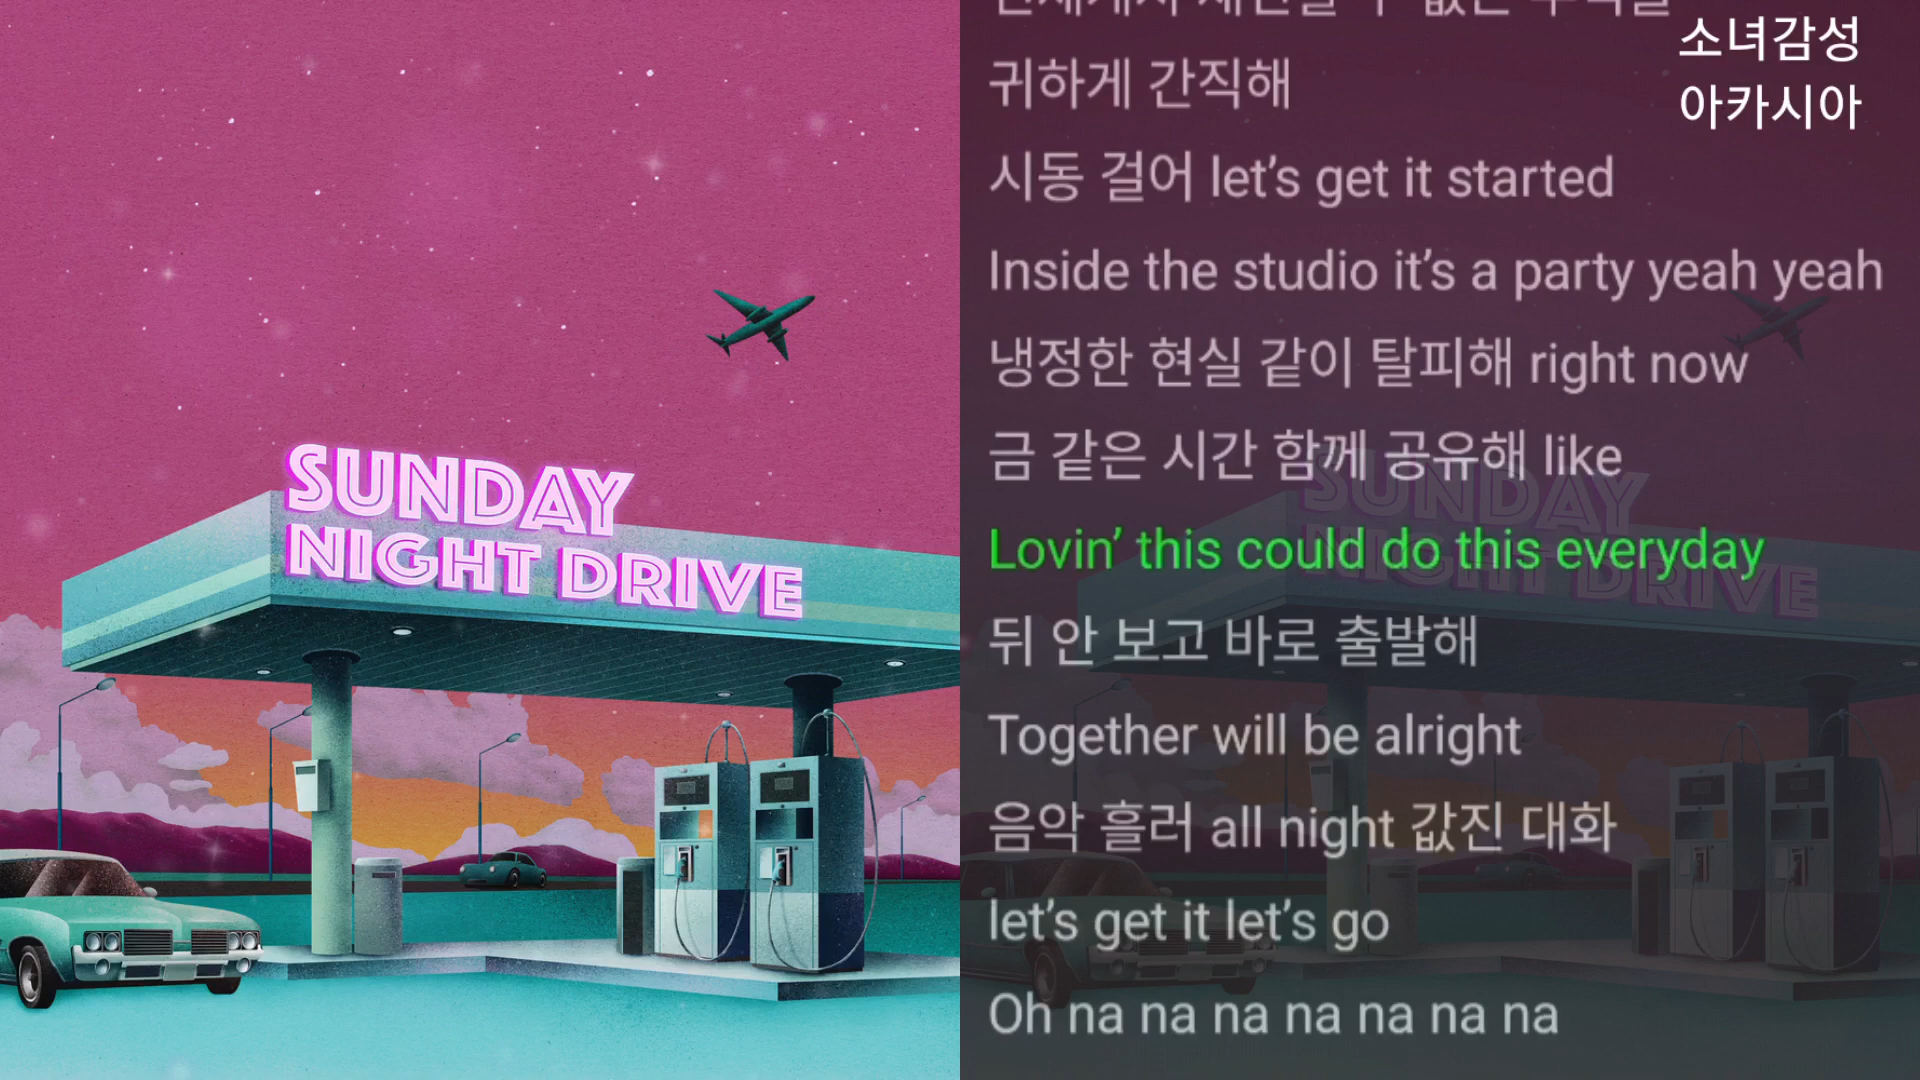 SUNDAY
NIGHT DRIVE
소녀감성
아카시아
귀하게 간직해
시동 걸어 let’s get it started
Inside the studio it’s a party yeah yeah
냉정한 현실 같이 탈피해 right now
금 같은 시간 함께 공유해 like
Lovin’ this could do this everyday
뒤 안 보고 바로 출발해
Together will be alright
음악 흘러 all night 값진 대화
let’s get it let’s go
Oh na na na na na na na
SUNDAY
NIGHT DRIVE